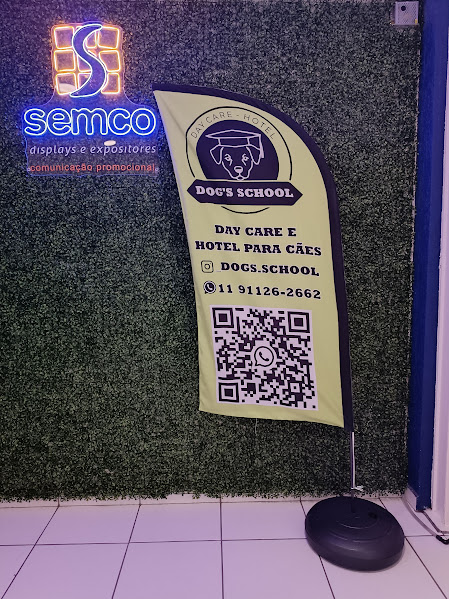 semco
displays e expositores
comunicação promocional
DAY CARE - HOTEL
DOG'S SCHOOL
DAY CARE E
HOTEL PARA CÃES
DOGS.SCHOOL
11 91126-2662